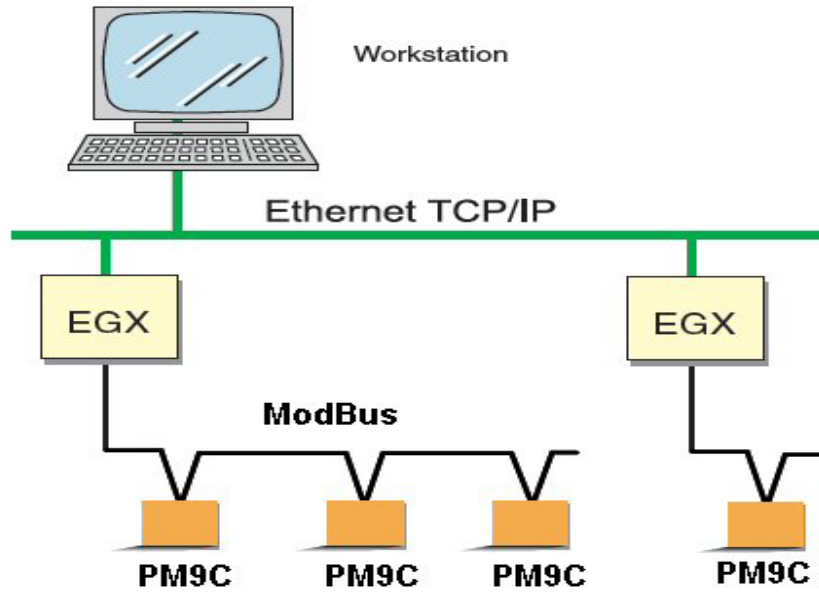 Workstation
Ethernet TCP/IP
EGX
EGX
ModBus
PM9C
PM9C
PM9C
PM9C